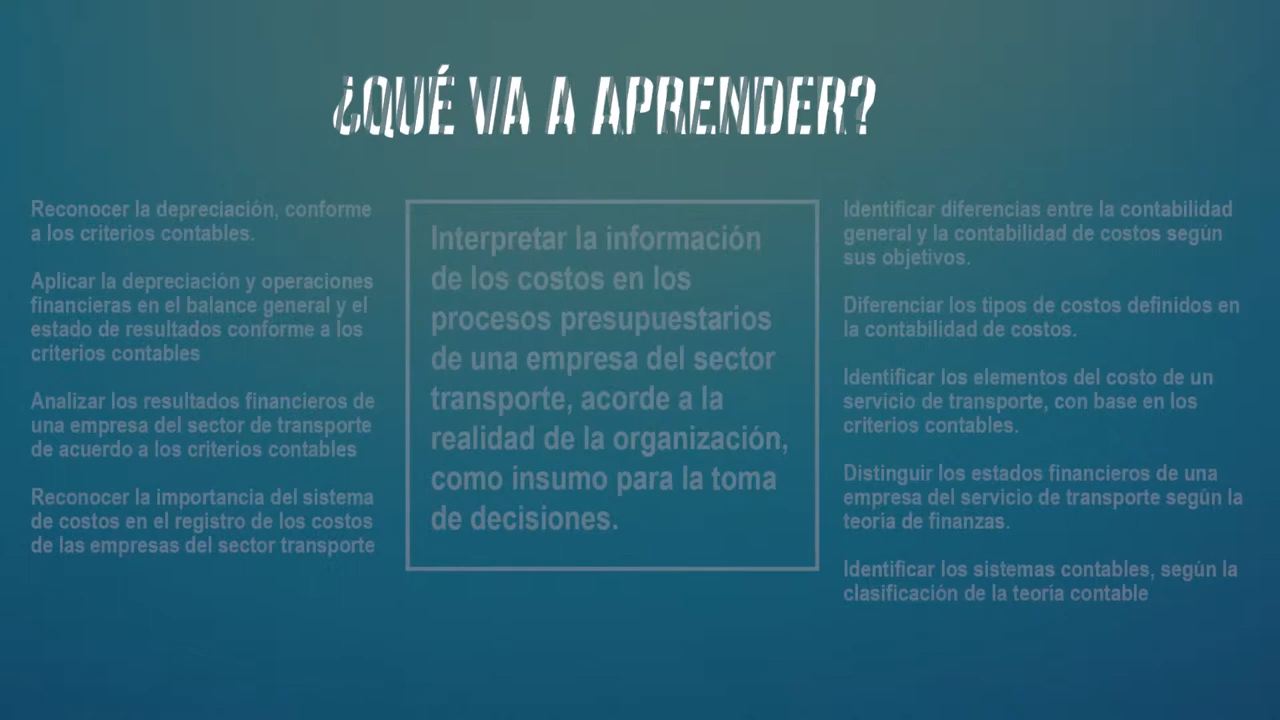 ¿QUÉ VA A APRENDER?
Reconocer la depreciación, conforme
a los criterios contables.
Aplicar la depreciación y operaciones
financieras en el balance general y el
estado de resultados conforme a los
criterios contables
Analizar los resultados financieros de
una empresa del sector de transporte
de acuerdo a los criterios contables
Reconocer la importancia del sistema
de costos en el registro de los costos
de las empresas del sector transporte
Interpretar la información
de los costos en los
procesos presupuestarios
de una empresa del sector
transporte, acorde a la
realidad de la organización,
como insumo para la toma
de decisiones.
Identificar diferencias entre la contabilidad
general y la contabilidad de costos según
sus objetivos.
Diferenciar los tipos de costos definidos en
la contabilidad de costos.
Identificar los elementos del costo de un
servicio de transporte, con base en los
criterios contables.
Distinguir los estados financieros de una
empresa del servicio de transporte según la
teoría de finanzas.
Identificar los sistemas contables, según la
clasificación de la teoría contable